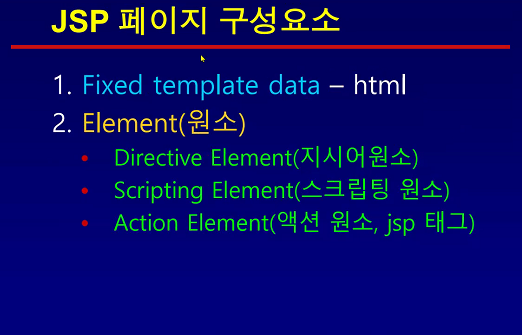 JSP 페이지 구성요소
1. Fixed template data – html
2. Element(원소)
• Directive Element(지시어원소)
• Scripting Element(스크립팅 원소)
• Action Element(액션 원소, jsp 태그)